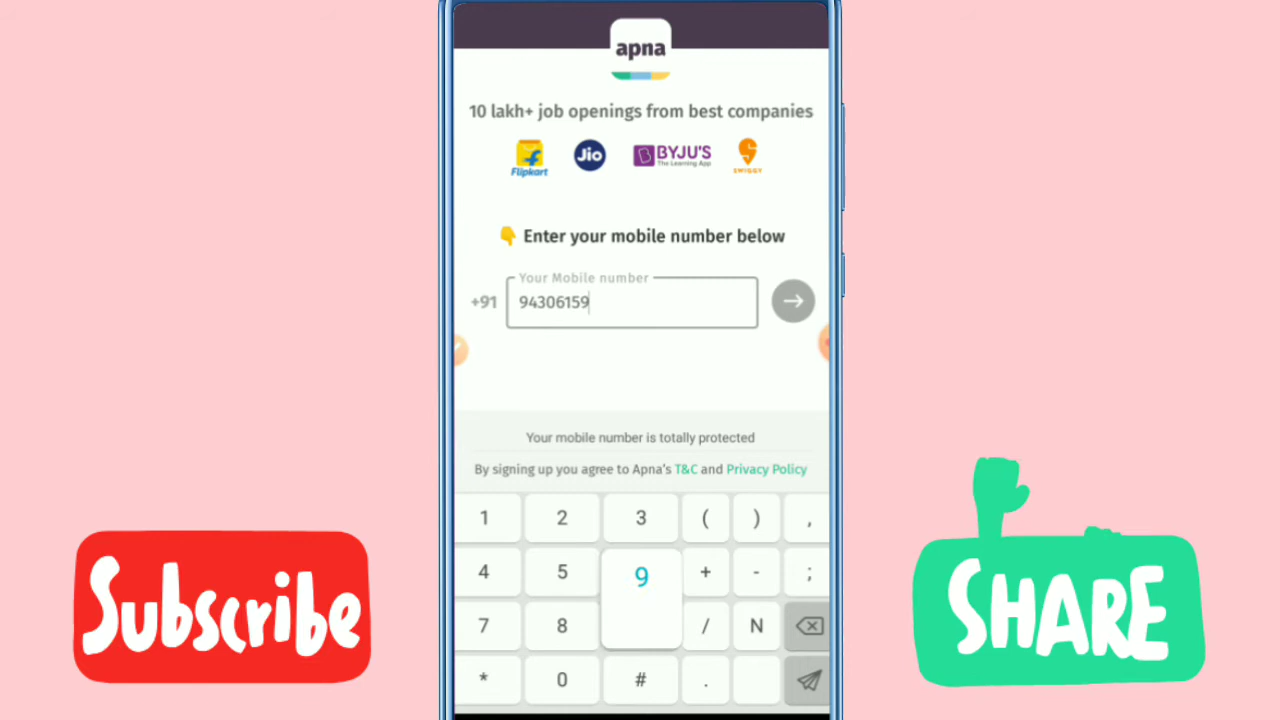 apna
10 lakh+ job openings from best companies
Flipkart
Jio
BYJU'S
The Learning App
SWIGGY
👇 Enter your mobile number below
Your Mobile number
+91 94306159
Your mobile number is totally protected
By signing up you agree to Apna's T&C and Privacy Policy
1 2 3 ( ) ,
4 5 9 + - ;
7 8 / N
* 0 # .
Subscribe
SHARE